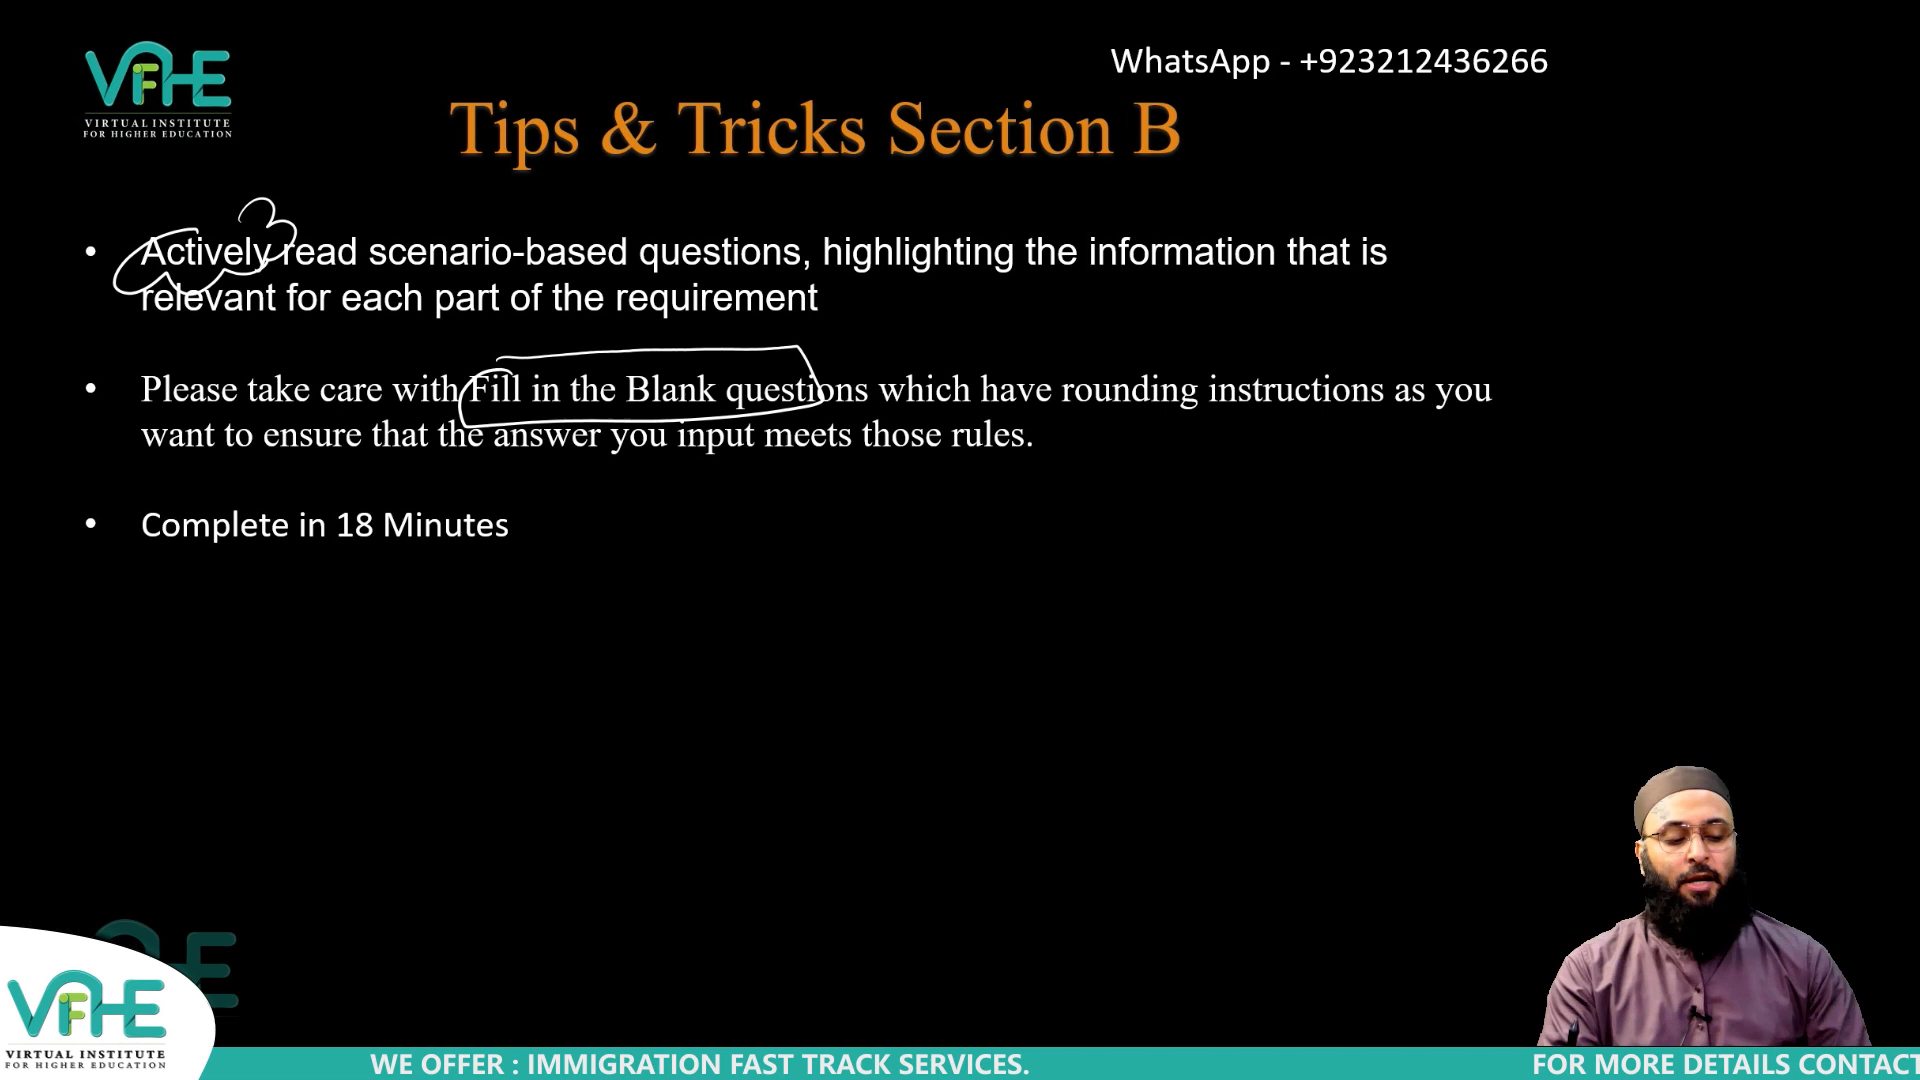 VIFHE
VIRTUAL INSTITUTE
FOR HIGHER EDUCATION
WhatsApp - +923212436266
Tips & Tricks Section B
3
• Actively read scenario-based questions, highlighting the information that is
relevant for each part of the requirement
• Please take care with Fill in the Blank questions which have rounding instructions as you
want to ensure that the answer you input meets those rules.
• Complete in 18 Minutes
VIFHE
VIRTUAL INSTITUTE
FOR HIGHER EDUCATION
WE OFFER : IMMIGRATION FAST TRACK SERVICES.
FOR MORE DETAILS CONTACT